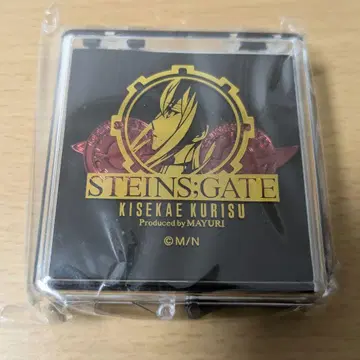 STEINS;GATE
KISEKAE KURISU
Produced by MAYURI
©M/N